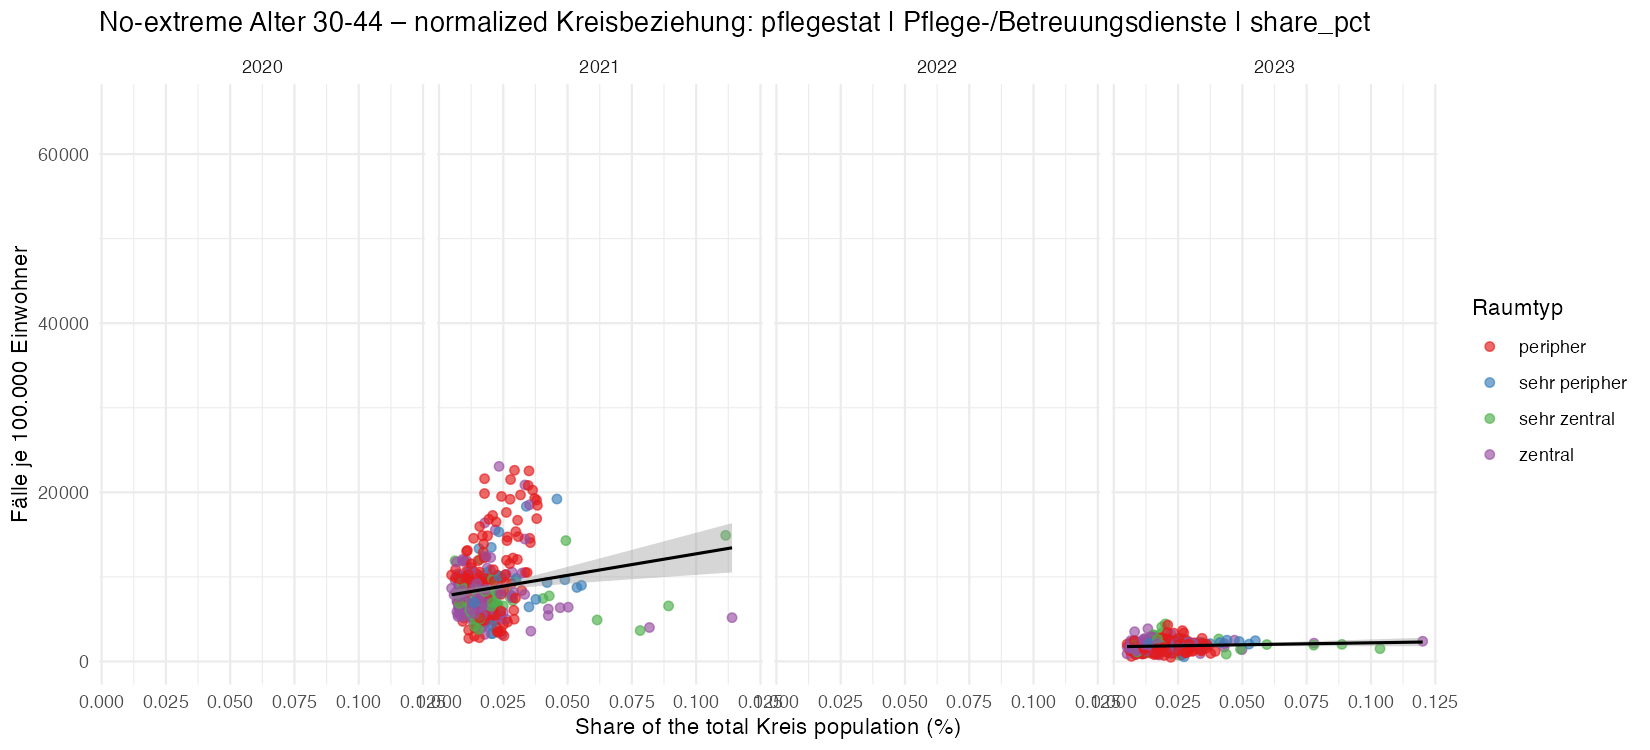 No-extreme Alter 30-44 – normalized Kreisbeziehung: pflegestat | Pflege-/Betreuungsdienste | share_pct
2020 2021 2022 2023
60000
40000
20000
0
Fälle je 100.000 Einwohner
0.000 0.025 0.050 0.075 0.100 0.125 0.000 0.025 0.050 0.075 0.100 0.125 0.000 0.025 0.050 0.075 0.100 0.125 0.000 0.025 0.050 0.075 0.100 0.125
Share of the total Kreis population (%)
Raumtyp
peripher
sehr peripher
sehr zentral
zentral